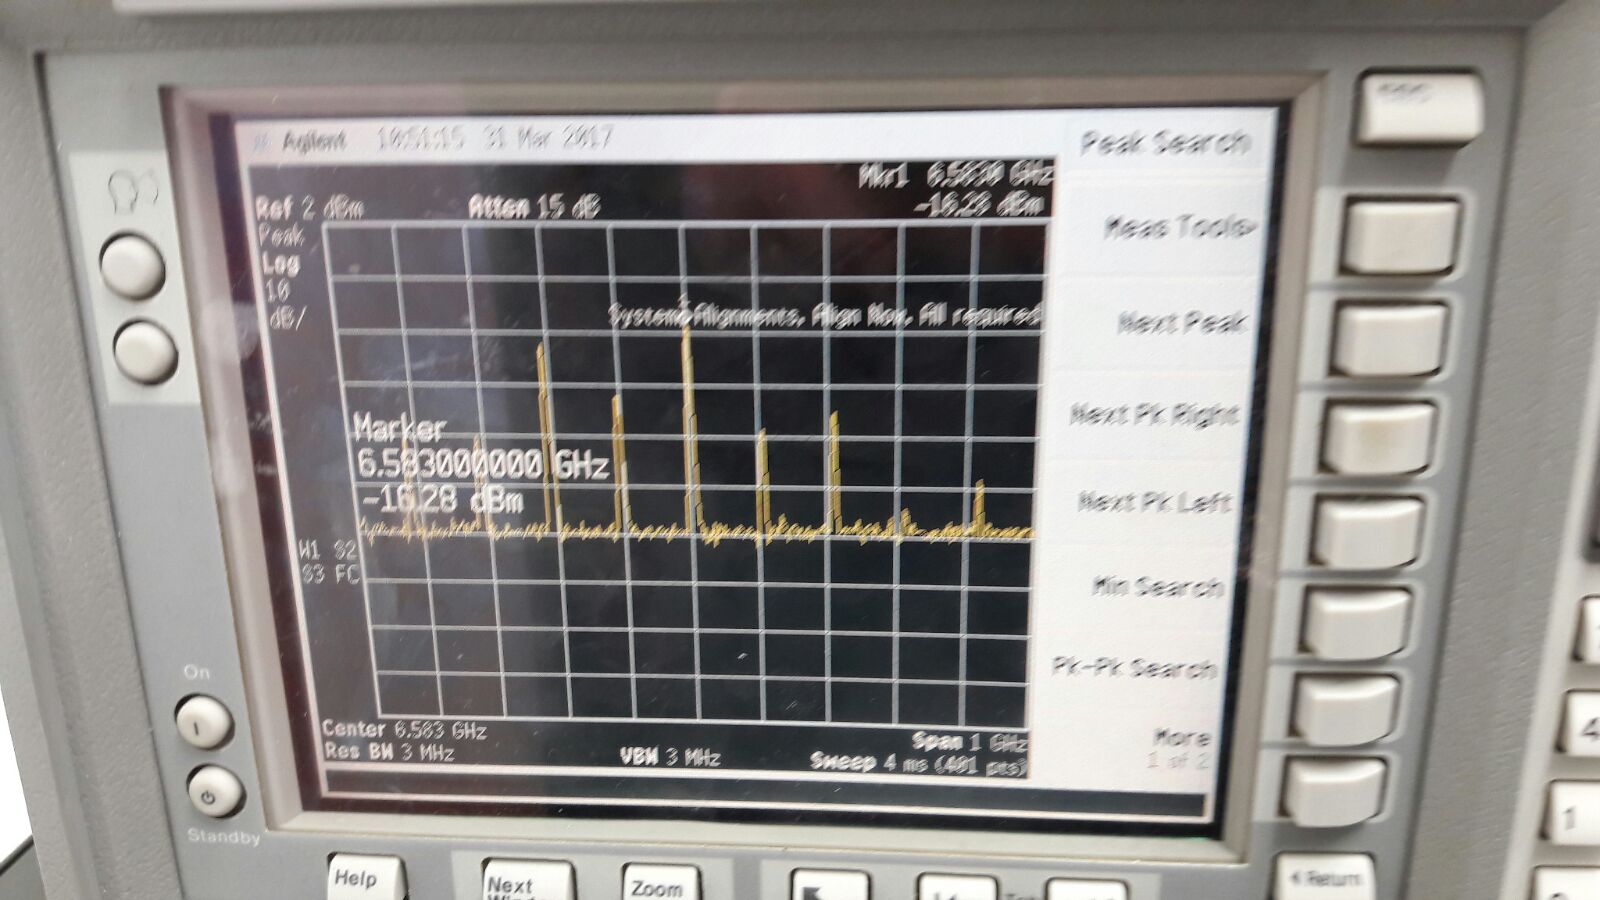 Agilent 10:51:15 31 Mar 2017
Peak Search
Mkr1 6.5830 GHz
Ref 2 dBm Atten 15 dB -16.28 dBm
Peak
Log
10
dB/
Meas Tools
System, Alignments, Align Now, All required
Next Peak
Marker
6.583000000 GHz
-16.28 dBm
Next Pk Right
Next Pk Left
W1 S2
S3 FC
Min Search
Pk-Pk Search
Center 6.583 GHz Span 1 GHz
Res BW 3 MHz VBW 3 MHz Sweep 4 ms (401 pts)
More
1 of 2
On
Standby
4
1
Help
Next
Zoom
Return